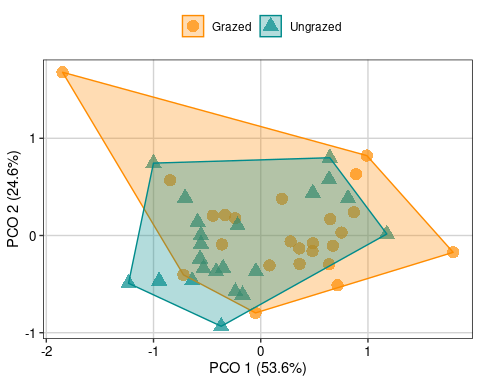 Grazed Ungrazed
PCO 2 (24.6%)
1
0
-1
-2 -1 0 1
PCO 1 (53.6%)